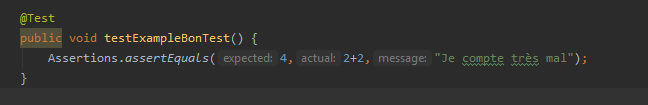 @Test
public void testExampleBonTest() {
Assertions.assertEquals( expected: 4, actual: 2+2, message: "Je compte très mal");
}